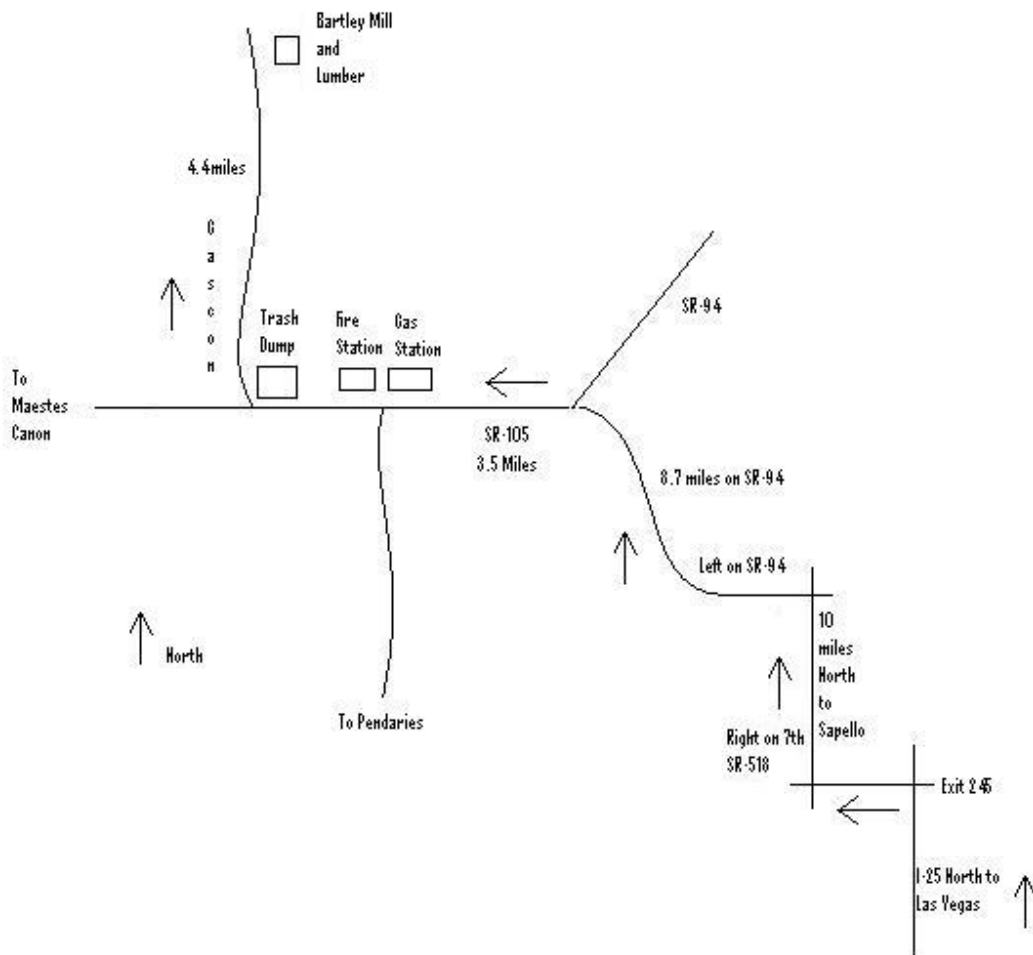 Bartley Mill
and
Lumber
4.4miles
Gascon
SR-94
Trash
Dump
Fire
Station
Gas
Station
To
Maestes
Canon
SR-105
3.5 Miles
8.7 miles on SR-94
Left on SR-94
10
miles
North
to
Sapello
North
To Pendaries
Right on 7th
SR-518
Exit 245
I-25 North to
Las Vegas